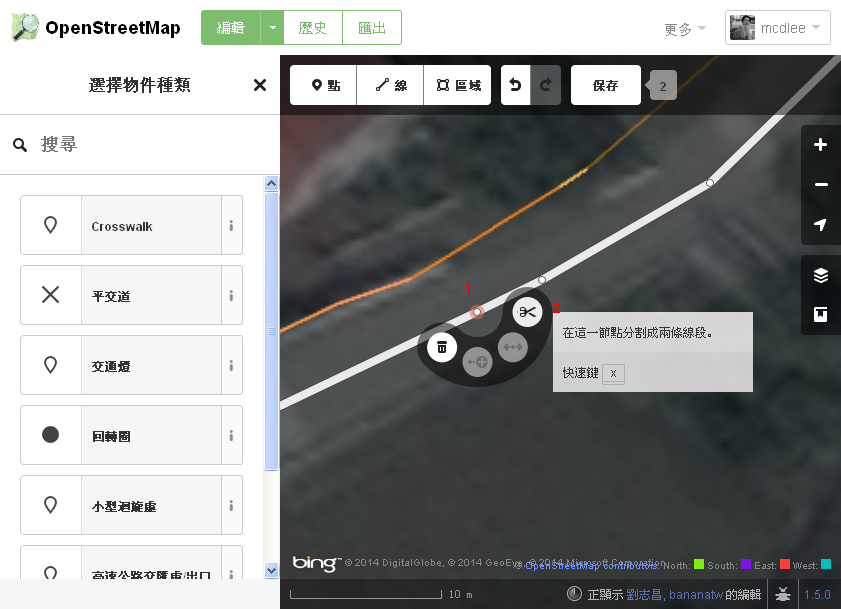 OpenStreetMap
編輯
歷史
匯出
更多
mcdlee
選擇物件種類
點
線
區域
保存
2
搜尋
Crosswalk
平交道
交通燈
回轉圈
小型迴旋處
高速公路交匯處/出口
1
2
在這一節點分割成兩條線段。
快速鍵 X
bing
© 2014 DigitalGlobe, © 2014 GeoEye, © 2014 Microsoft Corporation
© OpenStreetMap contributors North: South: East: West:
10 m
正顯示 劉志昌, bananatw 的編輯
1.5.0